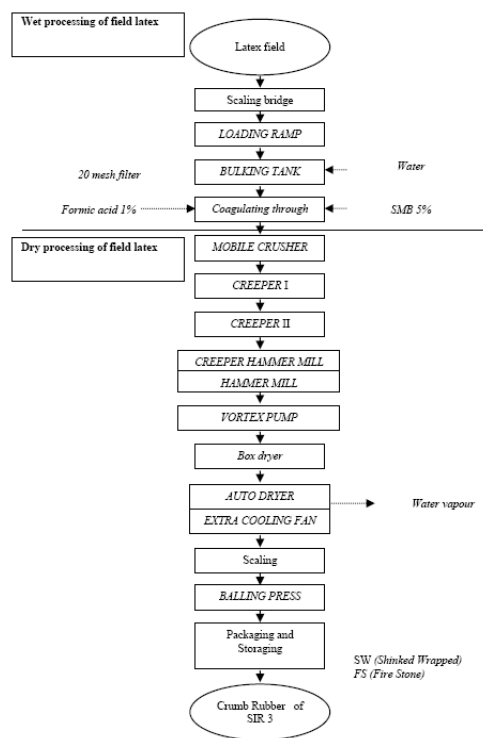 Wet processing of field latex
Latex field
Scaling bridge
LOADING RAMP
20 mesh filter
BULKING TANK
Water
Formic acid 1%
Coagulating through
SMB 5%
Dry processing of field latex
MOBILE CRUSHER
CREEPER I
CREEPER II
CREEPER HAMMER MILL
HAMMER MILL
VORTEX PUMP
Box dryer
AUTO DRYER
EXTRA COOLING FAN
Water vapour
Scaling
BALLING PRESS
Packaging and
Storaging
SW (Shinked Wrapped)
FS (Fire Stone)
Crumb Rubber of
SIR 3